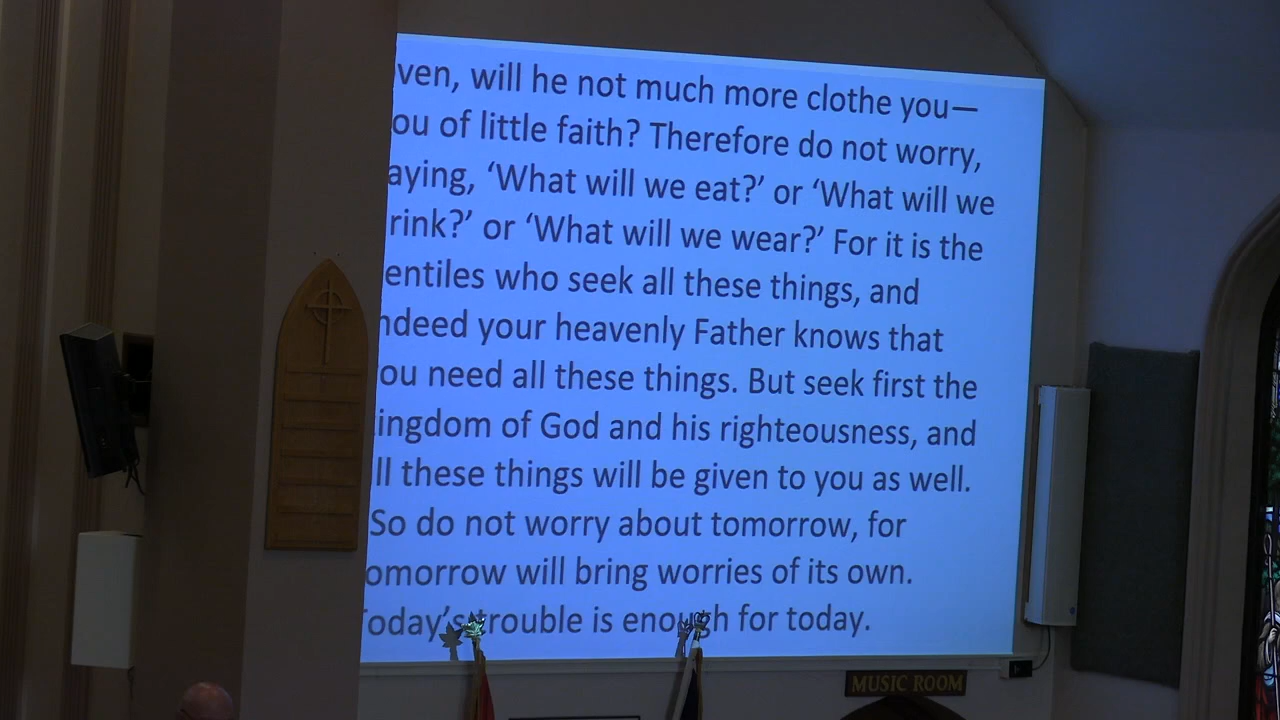 ven, will he not much more clothe you—
ou of little faith? Therefore do not worry,
aying, ‘What will we eat?’ or ‘What will we
rink?’ or ‘What will we wear?’ For it is the
entiles who seek all these things, and
ndeed your heavenly Father knows that
ou need all these things. But seek first the
ingdom of God and his righteousness, and
ll these things will be given to you as well.
So do not worry about tomorrow, for
omorrow will bring worries of its own.
Today’s trouble is enough for today.
MUSIC ROOM